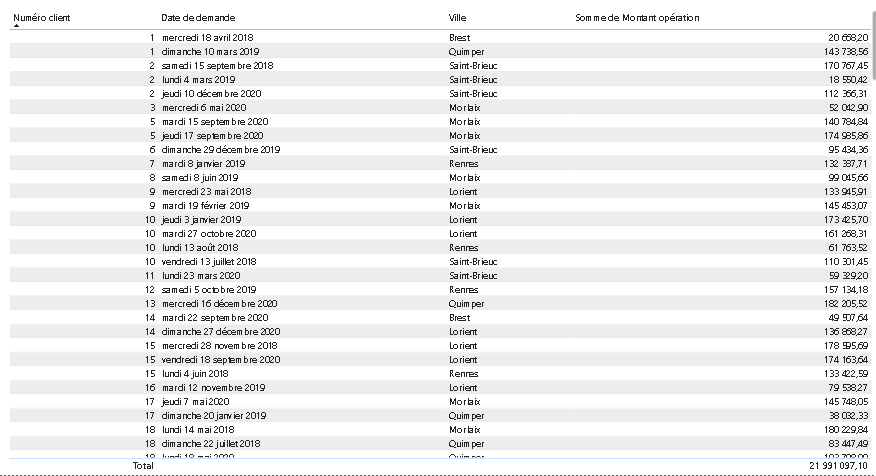 Numéro client Date de demande Ville Somme de Montant opération
1 mercredi 18 avril 2018 Brest 20 668,20
1 dimanche 10 mars 2019 Quimper 143 738,56
2 samedi 15 septembre 2018 Saint-Brieuc 170 767,45
2 lundi 4 mars 2019 Saint-Brieuc 18 550,42
2 jeudi 10 décembre 2020 Saint-Brieuc 112 366,31
3 mercredi 6 mai 2020 Morlaix 52 042,90
5 mardi 15 septembre 2020 Morlaix 140 784,84
5 jeudi 17 septembre 2020 Morlaix 174 985,86
6 dimanche 29 décembre 2019 Saint-Brieuc 95 434,36
7 mardi 8 janvier 2019 Rennes 132 397,71
8 samedi 8 juin 2019 Morlaix 99 045,66
9 mercredi 23 mai 2018 Lorient 133 945,91
9 mardi 19 février 2019 Morlaix 145 453,07
10 jeudi 3 janvier 2019 Lorient 173 425,70
10 mardi 27 octobre 2020 Lorient 161 268,31
10 lundi 13 août 2018 Rennes 61 763,52
10 vendredi 13 juillet 2018 Saint-Brieuc 110 301,45
11 lundi 23 mars 2020 Saint-Brieuc 59 329,20
12 samedi 5 octobre 2019 Rennes 157 134,18
13 mercredi 16 décembre 2020 Quimper 182 205,52
14 mardi 22 septembre 2020 Brest 49 507,64
14 dimanche 27 décembre 2020 Lorient 136 868,27
15 mercredi 28 novembre 2018 Lorient 178 595,69
15 vendredi 18 septembre 2020 Lorient 174 163,64
15 lundi 4 juin 2018 Rennes 133 422,59
16 mardi 12 novembre 2019 Lorient 79 538,27
17 jeudi 7 mai 2020 Morlaix 145 748,05
17 dimanche 20 janvier 2019 Quimper 38 032,33
18 lundi 14 mai 2018 Morlaix 180 229,84
18 dimanche 22 juillet 2018 Quimper 83 447,49
18 lundi 18 mai 2020 Quimper
Total 21 991 097,10